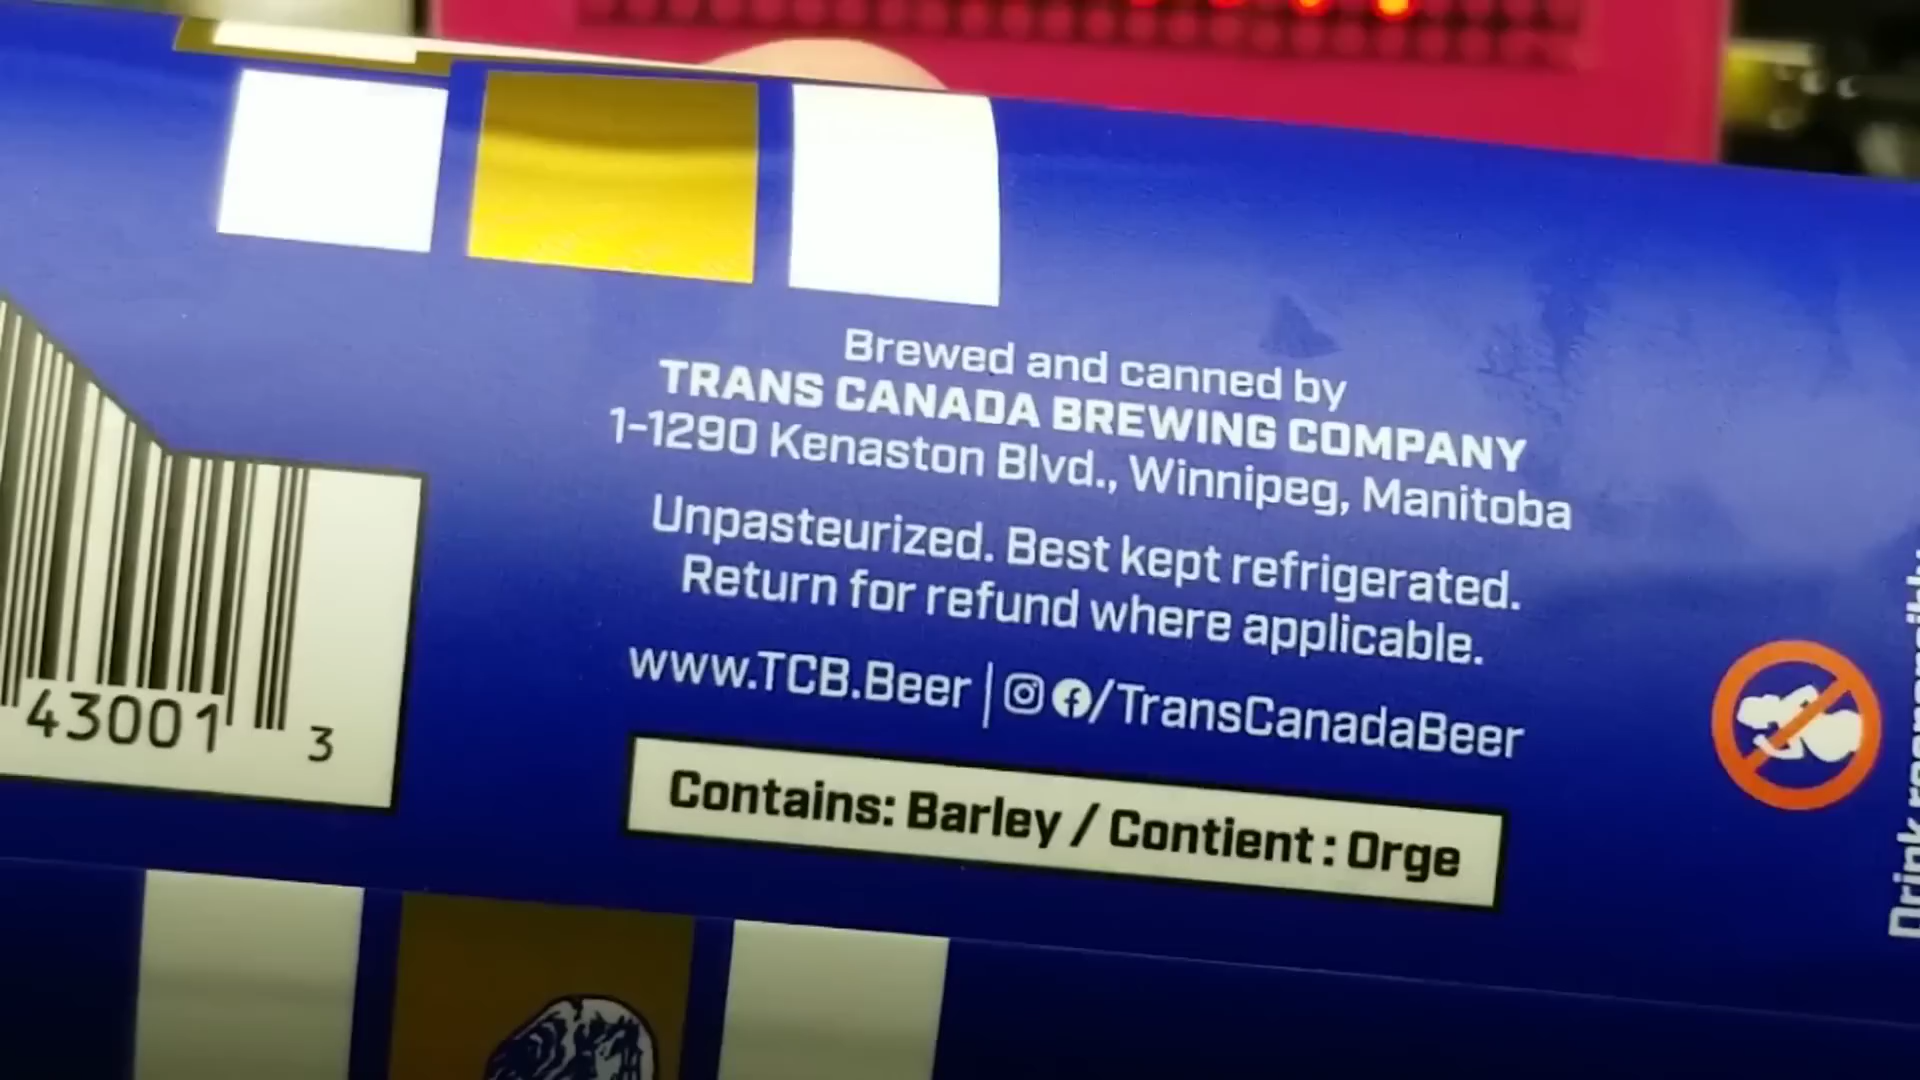 Brewed and canned by
TRANS CANADA BREWING COMPANY
1-1290 Kenaston Blvd., Winnipeg, Manitoba
Unpasteurized. Best kept refrigerated.
Return for refund where applicable.
www.TCB.Beer | /TransCanadaBeer
Contains: Barley / Contient : Orge
43001 3
Drink